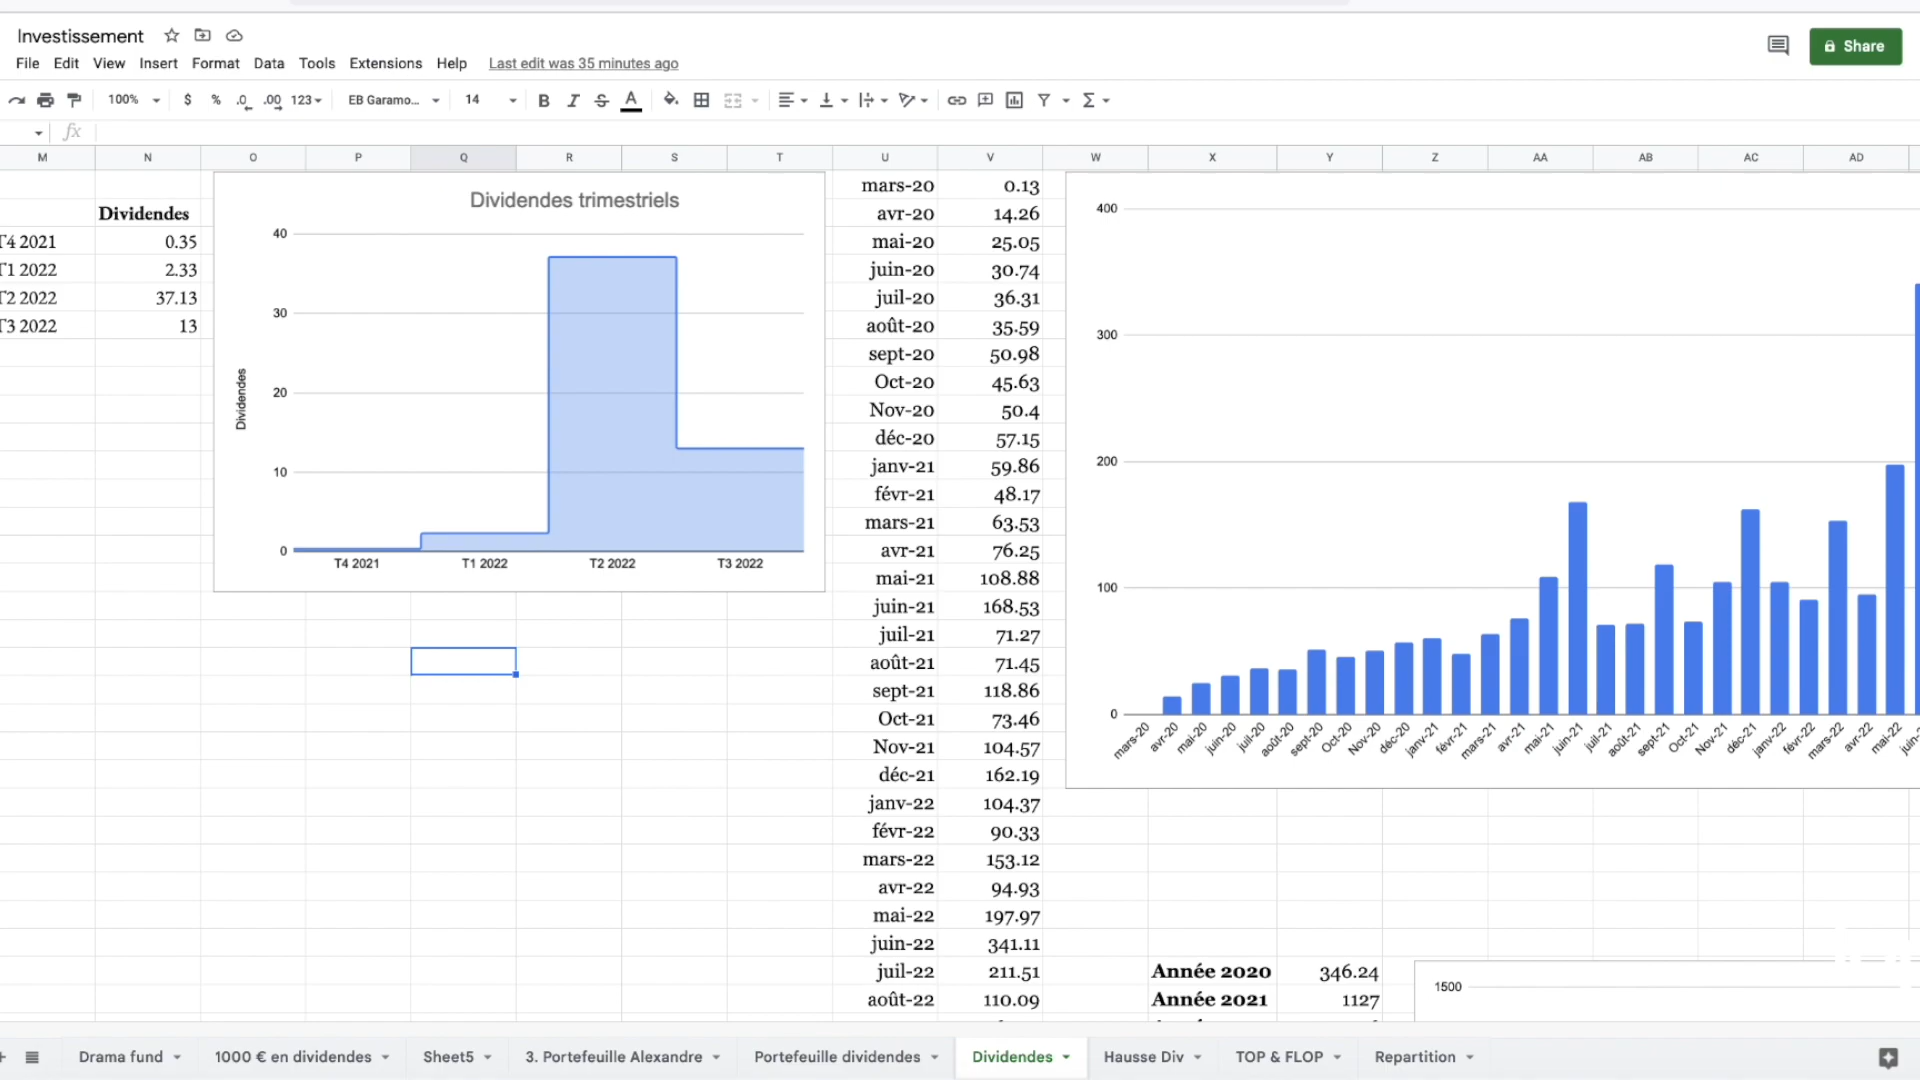 Investissement
Share
File Edit View Insert Format Data Tools Extensions Help Last edit was 35 minutes ago
100% $ % .0 .00 123 EB Garamo... 14 B I S A
fx
M N O P Q R S T U V W X Y Z AA AB AC AD
Dividendes
T4 2021 0.35
T1 2022 2.33
T2 2022 37.13
T3 2022 13
Dividendes trimestriels
Dividendes
40
30
20
10
0
T4 2021 T1 2022 T2 2022 T3 2022
mars-20 0.13
avr-20 14.26
mai-20 25.05
juin-20 30.74
juil-20 36.31
août-20 35.59
sept-20 50.98
Oct-20 45.63
Nov-20 50.4
déc-20 57.15
janv-21 59.86
févr-21 48.17
mars-21 63.53
avr-21 76.25
mai-21 108.88
juin-21 168.53
juil-21 71.27
août-21 71.45
sept-21 118.86
Oct-21 73.46
Nov-21 104.57
déc-21 162.19
janv-22 104.37
févr-22 90.33
mars-22 153.12
avr-22 94.93
mai-22 197.97
juin-22 341.11
juil-22 211.51
août-22 110.09
400
300
200
100
0
mars-20 avr-20 mai-20 juin-20 juil-20 août-20 sept-20 Oct-20 Nov-20 déc-20 janv-21 févr-21 mars-21 avr-21 mai-21 juin-21 juil-21 août-21 sept-21 Oct-21 Nov-21 déc-21 janv-22 févr-22 mars-22 avr-22 mai-22 juin-
Année 2020 346.24
Année 2021 1127
1500
Drama fund 1000 € en dividendes Sheet5 3. Portefeuille Alexandre Portefeuille dividendes Dividendes Hausse Div TOP & FLOP Repartition